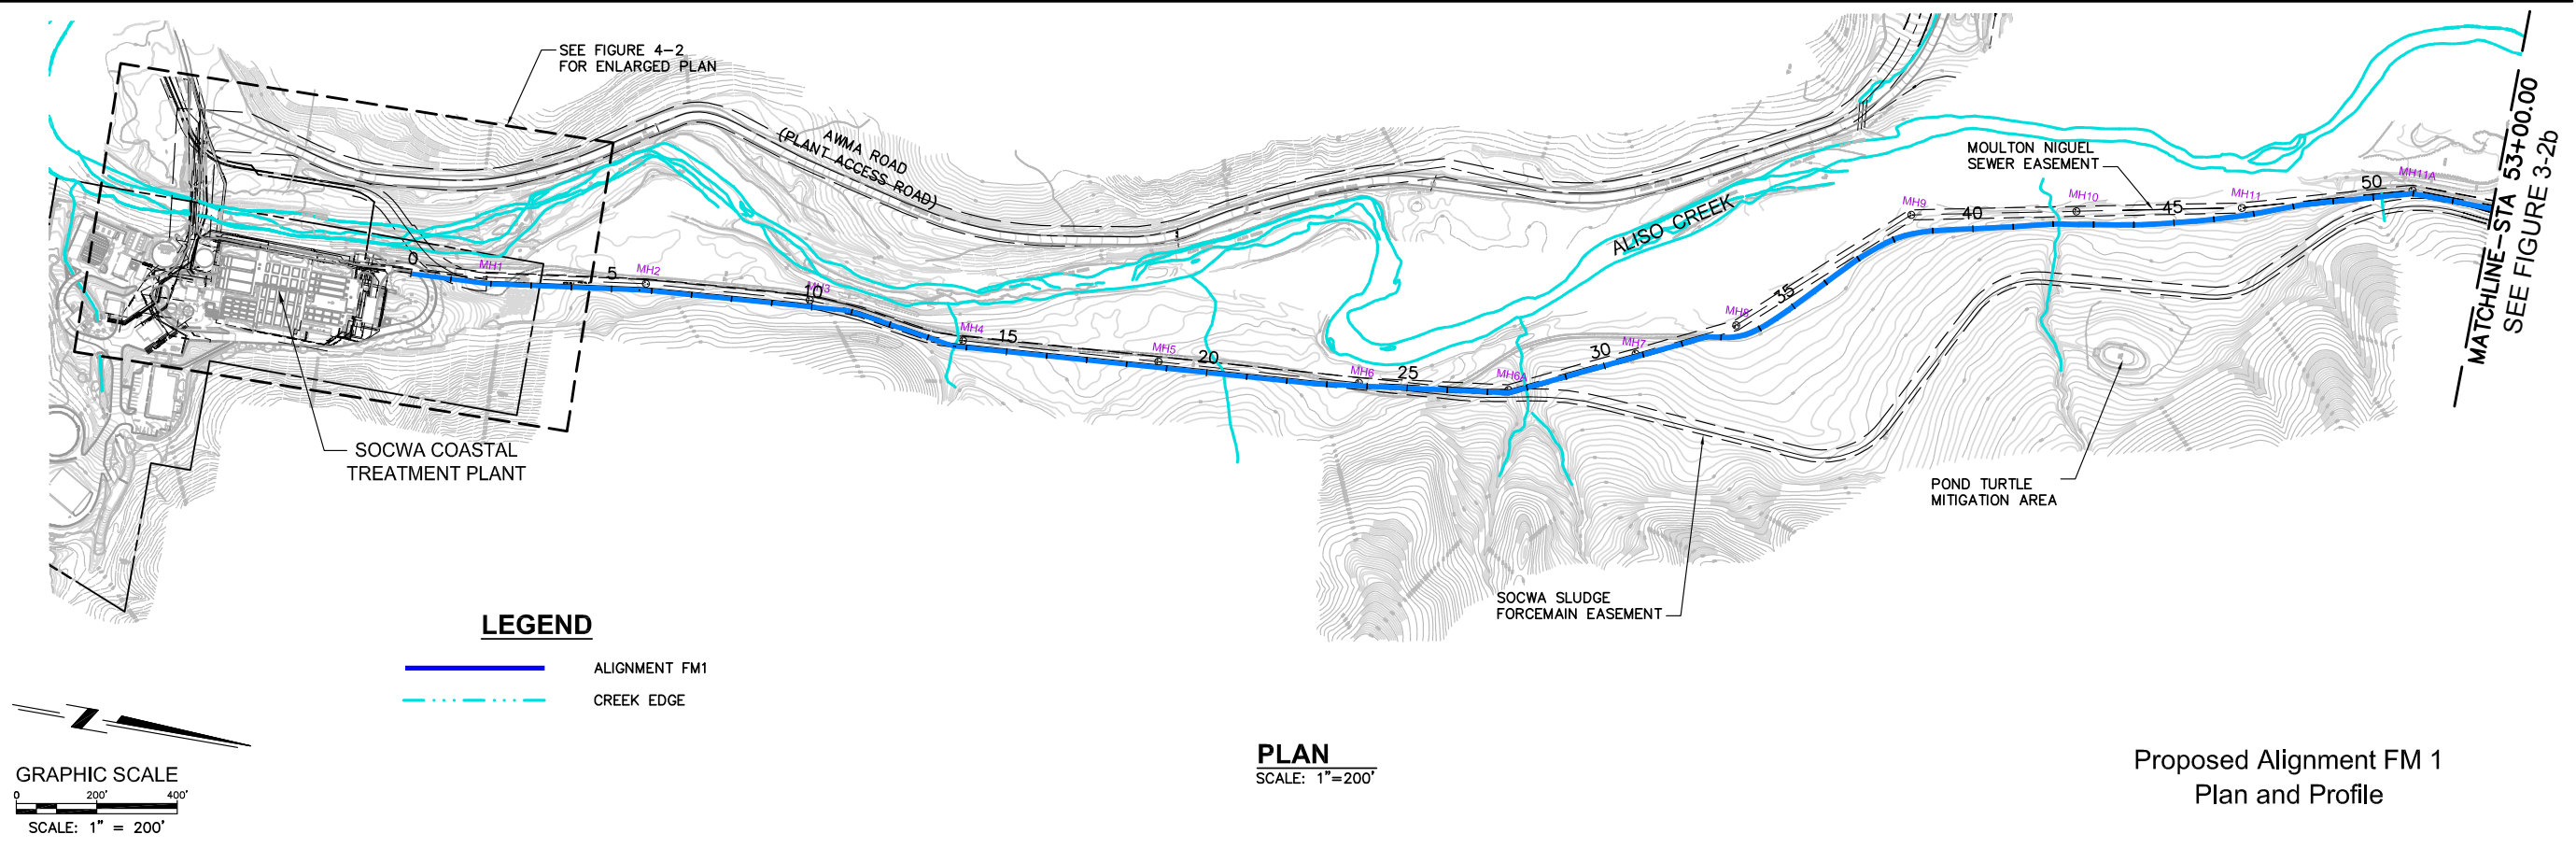 SEE FIGURE 4-2
FOR ENLARGED PLAN
AWMA ROAD
(PLANT ACCESS ROAD)
MOULTON NIGUEL
SEWER EASEMENT
ALISO CREEK
MATCHLINE-STA 53+00.00
SEE FIGURE 3-2b
0
MH1
5
MH2
10
MH3
MH4
15
MH5
20
MH6
25
MH6A
30
MH7
MH8
35
MH9
40
MH10
45
MH11
50
MH11A
SOCWA COASTAL
TREATMENT PLANT
POND TURTLE
MITIGATION AREA
SOCWA SLUDGE
FORCEMAIN EASEMENT
LEGEND
ALIGNMENT FM1
CREEK EDGE
GRAPHIC SCALE
0 200' 400'
SCALE: 1" = 200'
PLAN
SCALE: 1"=200'
Proposed Alignment FM 1
Plan and Profile